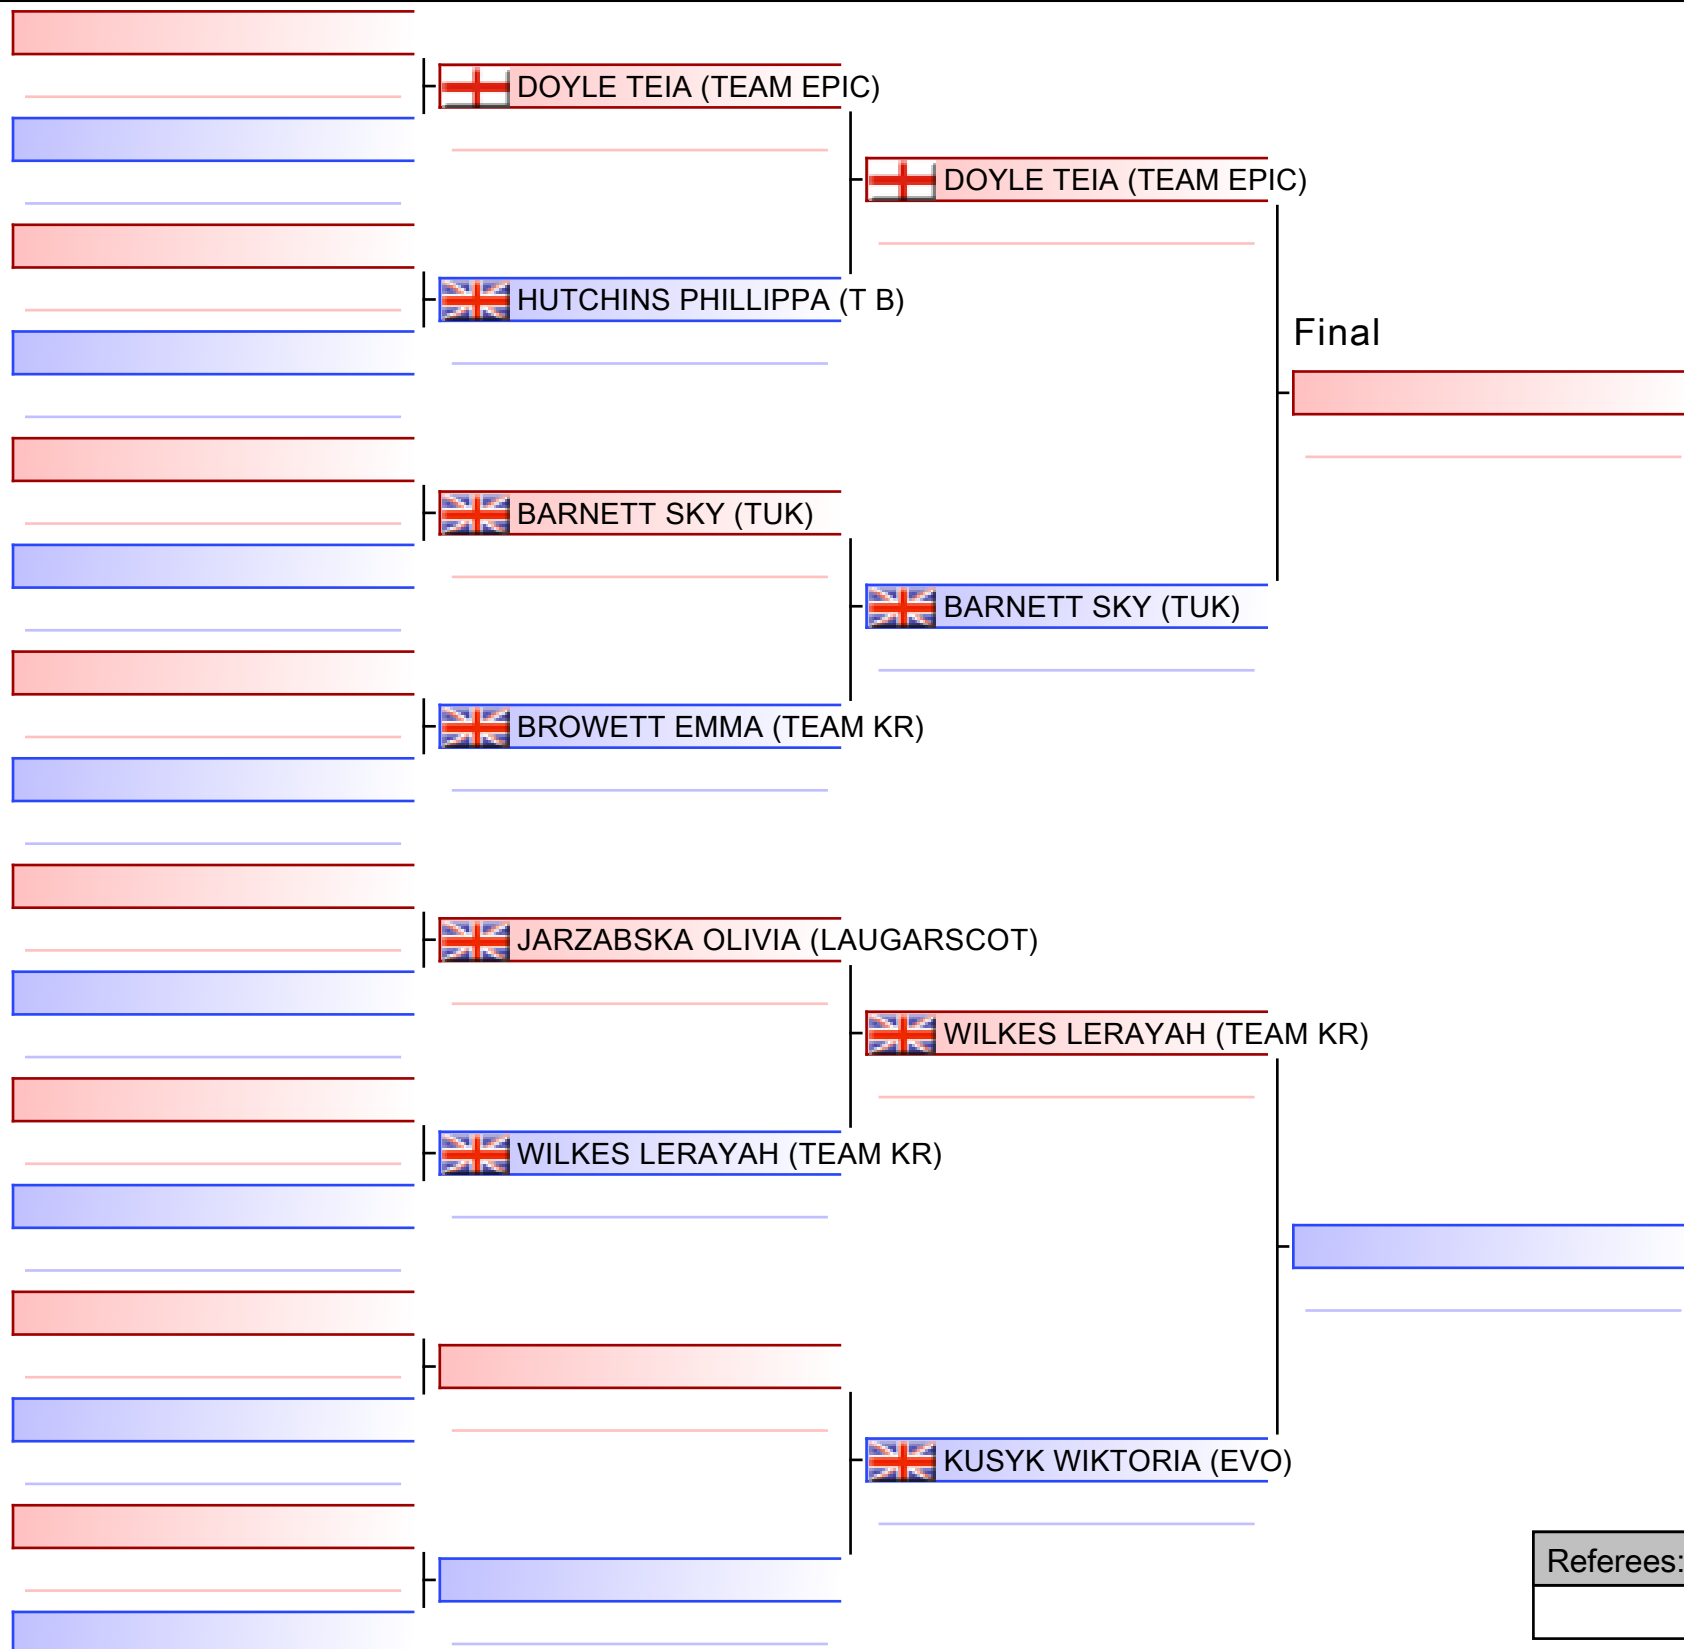 DOYLE TEIA (TEAM EPIC)
DOYLE TEIA (TEAM EPIC)
HUTCHINS PHILLIPPA (T B)
Final
BARNETT SKY (TUK)
BARNETT SKY (TUK)
BROWETT EMMA (TEAM KR)
JARZABSKA OLIVIA (LAUGARSCOT)
WILKES LERAYAH (TEAM KR)
WILKES LERAYAH (TEAM KR)
KUSYK WIKTORIA (EVO)
Referees: